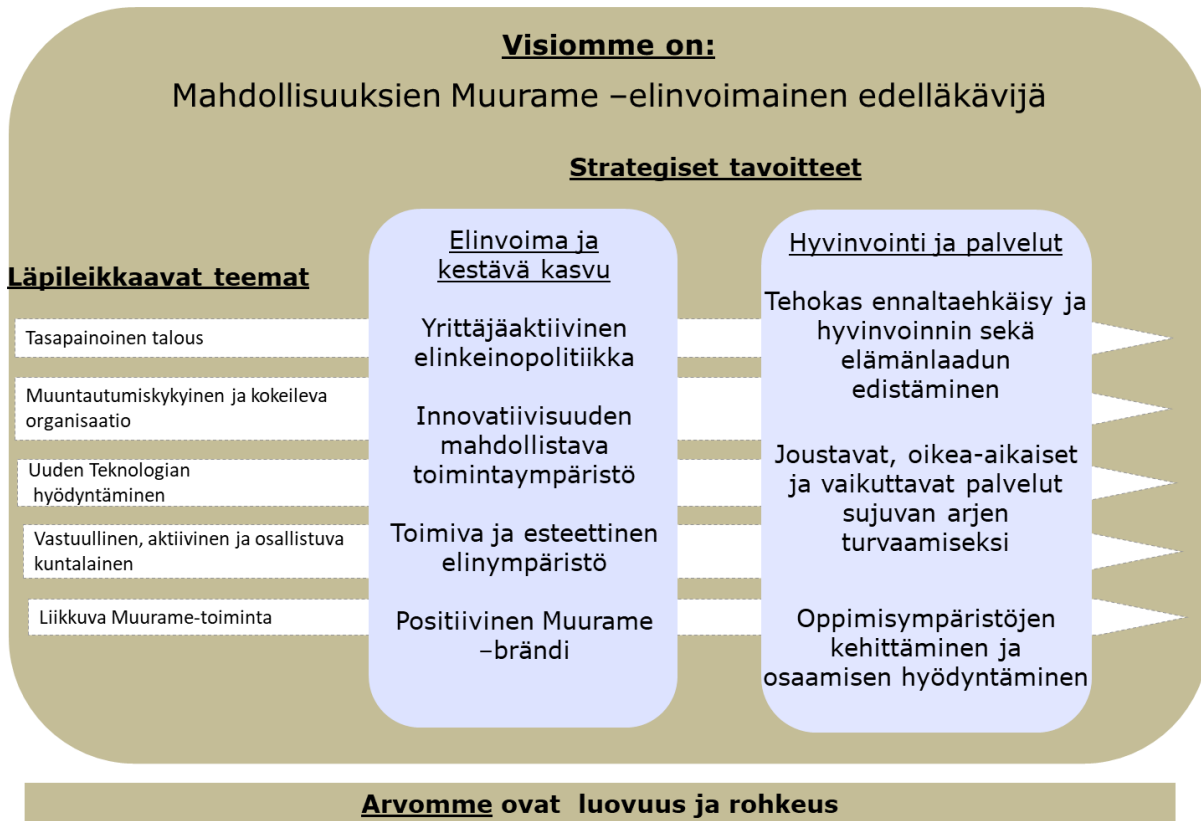 Visiomme on:
Mahdollisuuksien Muurame –elinvoimainen edelläkävijä
Strategiset tavoitteet
Läpileikkaavat teemat
Tasapainoinen talous
Muuntautumiskykyinen ja kokeileva
organisaatio
Uuden Teknologian
hyödyntäminen
Vastuullinen, aktiivinen ja osallistuva
kuntalainen
Liikkuva Muurame-toiminta
Elinvoima ja
kestävä kasvu
Yrittäjäaktiivinen
elinkeinopolitiikka
Innovatiivisuuden
mahdollistava
toimintaympäristö
Toimiva ja esteettinen
elinympäristö
Positiivinen Muurame
–brändi
Hyvinvointi ja palvelut
Tehokas ennaltaehkäisy ja
hyvinvoinnin sekä
elämänlaadun
edistäminen
Joustavat, oikea-aikaiset
ja vaikuttavat palvelut
sujuvan arjen
turvaamiseksi
Oppimisympäristöjen
kehittäminen ja
osaamisen hyödyntäminen
Arvomme ovat luovuus ja rohkeus